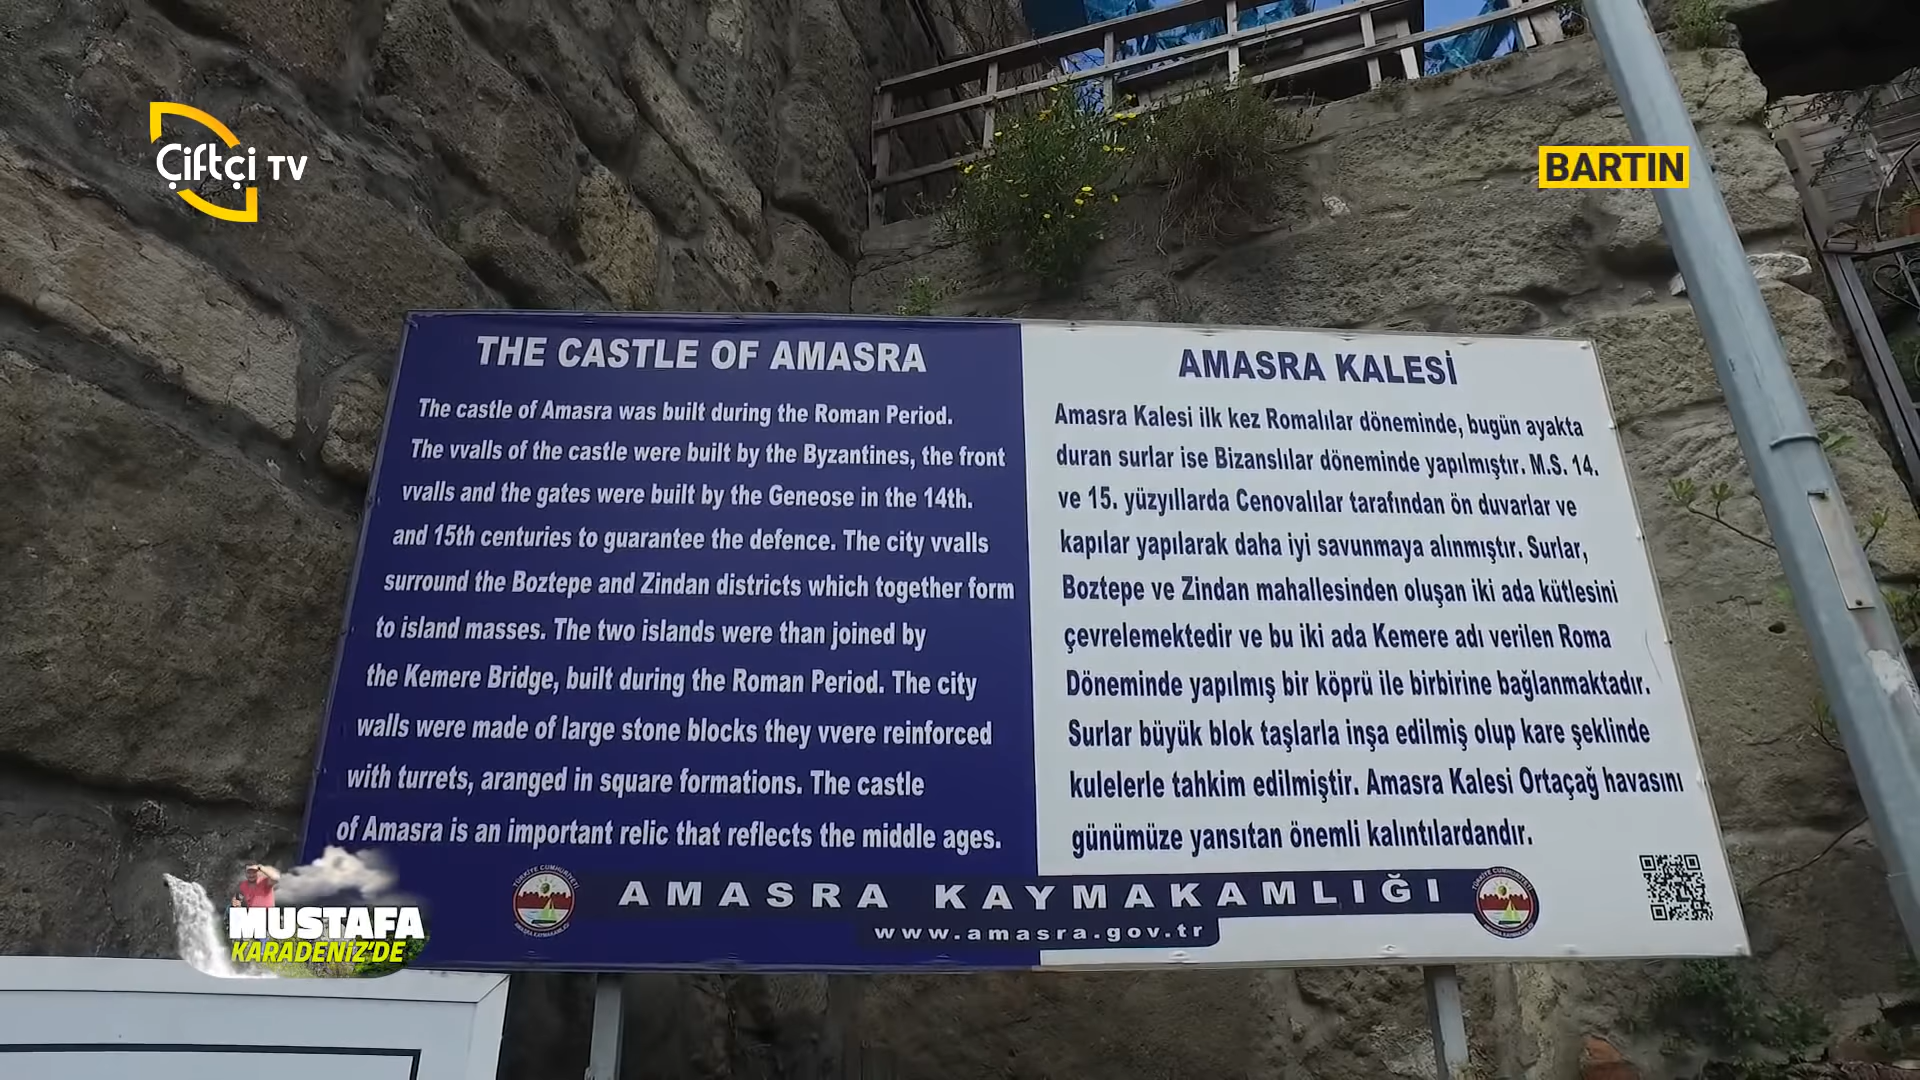 Çiftçi TV
BARTIN
THE CASTLE OF AMASRA
The castle of Amasra was built during the Roman Period.
The vvalls of the castle were built by the Byzantines, the front
vvalls and the gates were built by the Geneose in the 14th.
and 15th centuries to guarantee the defence. The city vvalls
surround the Boztepe and Zindan districts which together form
to island masses. The two islands were than joined by
the Kemere Bridge, built during the Roman Period. The city
walls were made of large stone blocks they vvere reinforced
with turrets, aranged in square formations. The castle
of Amasra is an important relic that reflects the middle ages.
AMASRA KALESİ
Amasra Kalesi ilk kez Romalılar döneminde, bugün ayakta
duran surlar ise Bizanslılar döneminde yapılmıştır. M.S. 14.
ve 15. yüzyıllarda Cenovalılar tarafından ön duvarlar ve
kapılar yapılarak daha iyi savunmaya alınmıştır. Surlar,
Boztepe ve Zindan mahallesinden oluşan iki ada kütlesini
çevrelemektedir ve bu iki ada Kemere adı verilen Roma
Döneminde yapılmış bir köprü ile birbirine bağlanmaktadır.
Surlar büyük blok taşlarla inşa edilmiş olup kare şeklinde
kulelerle tahkim edilmiştir. Amasra Kalesi Ortaçağ havasını
günümüze yansıtan önemli kalıntılardandır.
AMASRA KAYMAKAMLIĞI
www.amasra.gov.tr
MUSTAFA
KARADENİZ'DE